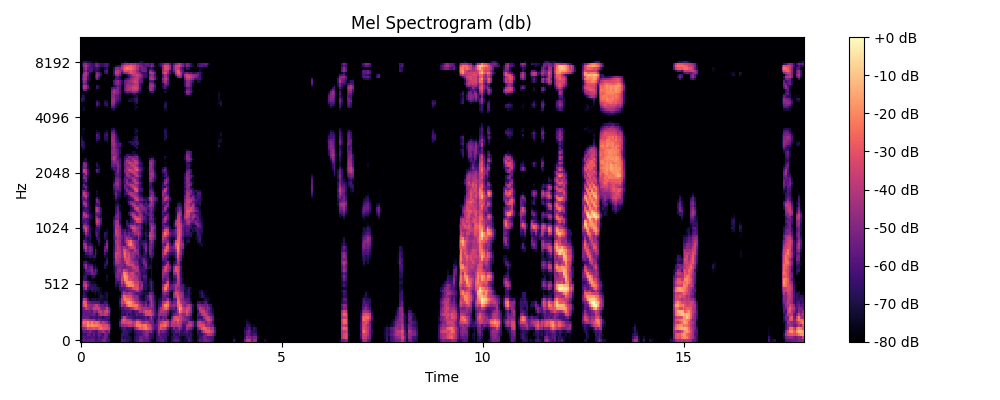 Mel Spectrogram (db)
8192
4096
2048
1024
512
0
Hz
0 5 10 15
Time
+0 dB
-10 dB
-20 dB
-30 dB
-40 dB
-50 dB
-60 dB
-70 dB
-80 dB